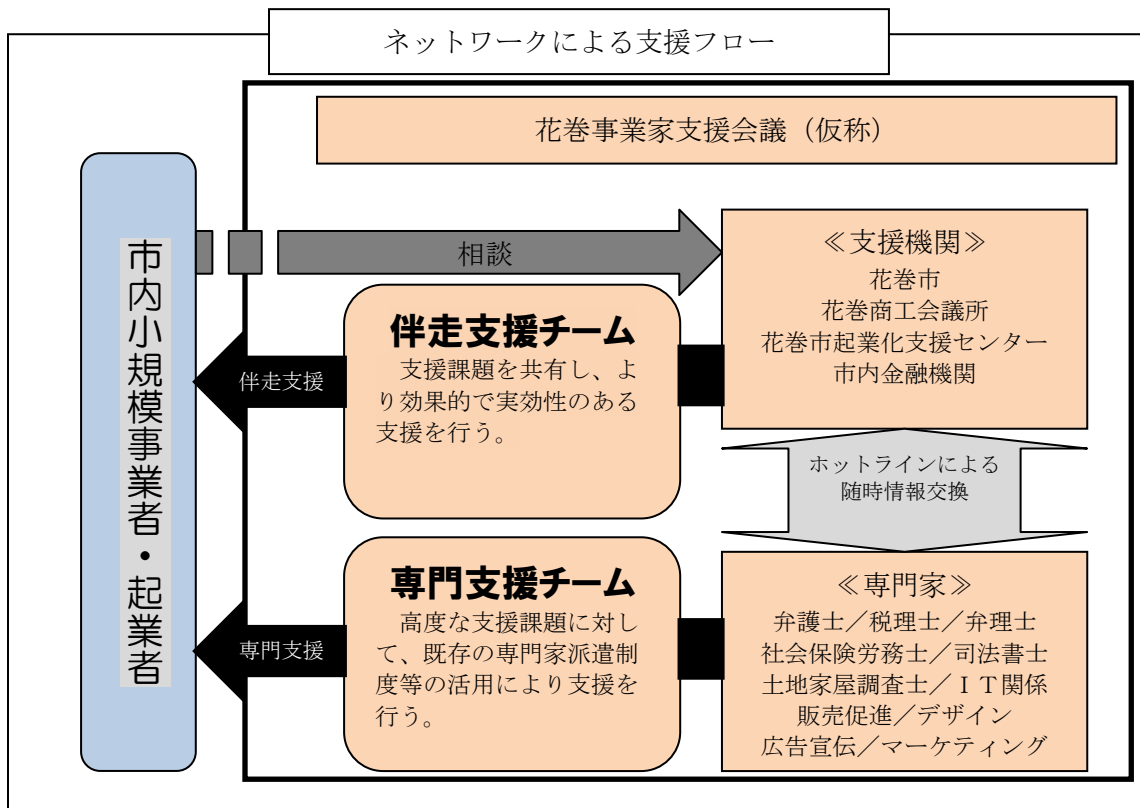 ネットワークによる支援フロー
花巻事業家支援会議（仮称）
市内小規模事業者・起業者
相談
≪支援機関≫
花巻市
花巻商工会議所
花巻市起業化支援センター
市内金融機関
伴走支援チーム
支援課題を共有し、よ
り効果的で実効性のある
支援を行う。
伴走支援
ホットラインによる
随時情報交換
専門支援チーム
高度な支援課題に対し
て、既存の専門家派遣制
度等の活用により支援を
行う。
専門支援
≪専門家≫
弁護士／税理士／弁理士
社会保険労務士／司法書士
土地家屋調査士／ＩＴ関係
販売促進／デザイン
広告宣伝／マーケティング